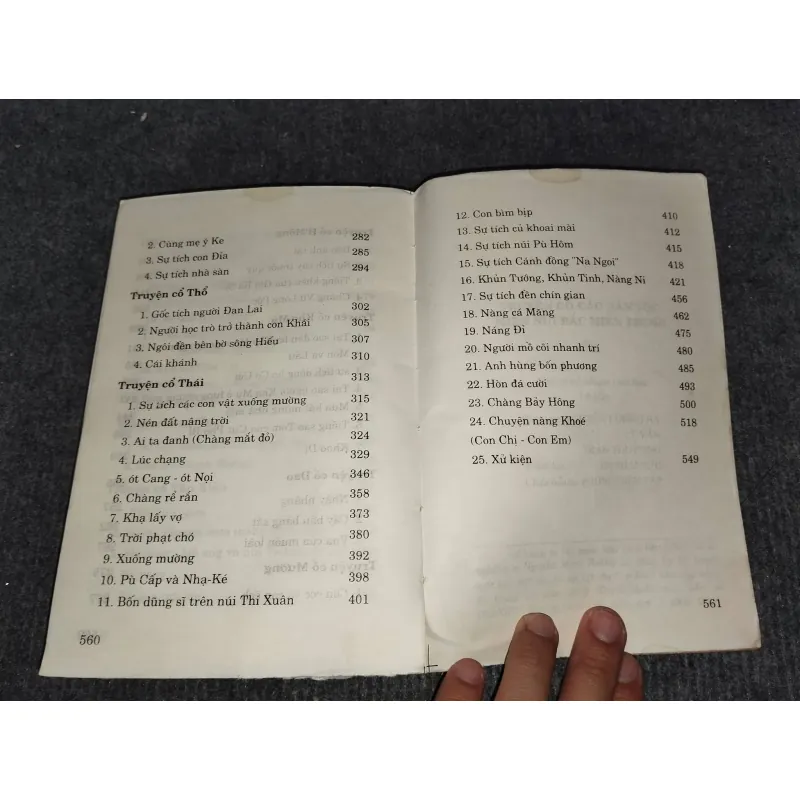 2. Cùng mẹ ý Ke 282
3. Sự tích con Đỉa 285
4. Sự tích nhà sàn 294
Truyện cổ Thổ
1. Gốc tích người Đan Lai 302
2. Người học trò trở thành con Khái 305
3. Ngôi đền bên bờ sông Hiếu 307
4. Cái khánh 310
Truyện cổ Thái 313
1. Sự tích các con vật xuống mường 315
2. Nén đất nâng trời 321
3. Ai ta đanh (Chàng mắt đỏ) 324
4. Lúc chạng 329
5. ót Cang - ót Nọi 346
6. Chàng rể rắn 358
7. Khạ lấy vợ 373
8. Trời phạt chó 380
9. Xuống mường 392
10. Pù Cấp và Nhạ-Ké 398
11. Bốn dũng sĩ trên núi Thỉ Xuân 401
560
12. Con bìm bịp 410
13. Sự tích củ khoai mài 412
14. Sự tích núi Pù Hôm 415
15. Sự tích Cánh đồng "Na Ngoi" 418
16. Khủn Tưởng, Khủn Tinh, Nàng Ni 421
17. Sự tích đền chín gian 456
18. Nàng cá Măng 462
19. Náng Đì 475
20. Người mồ côi nhanh trí 480
21. Anh hùng bốn phương 485
22. Hòn đá cười 493
23. Chàng Bảy Hông 500
24. Chuyện nàng Khoé 518
(Con Chị - Con Em)
25. Xử kiện 549
561